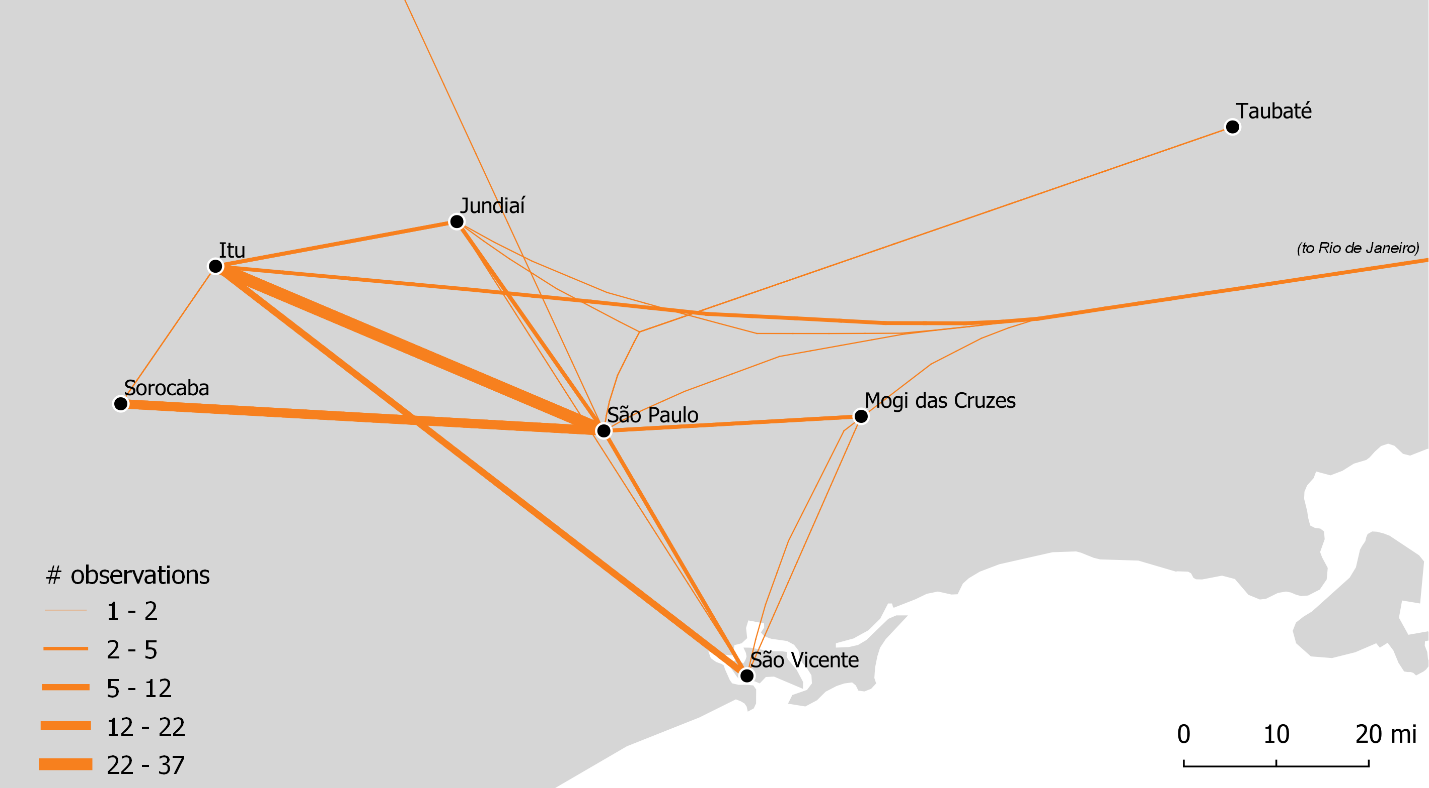 Taubaté
Jundiaí
(to Rio de Janeiro)
Itu
Sorocaba
Mogi das Cruzes
São Paulo
# observations
1 - 2
2 - 5
São Vicente
5 - 12
12 - 22
0 10 20 mi
22 - 37